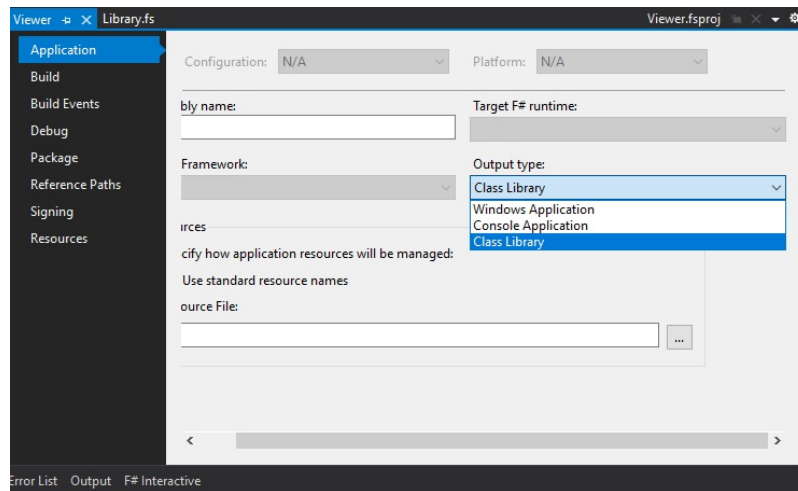 Viewer Library.fs Viewer.fsproj
Application
Build
Build Events
Debug
Package
Reference Paths
Signing
Resources
Configuration: N/A Platform: N/A
bly name: Target F# runtime:
Framework: Output type:
Class Library
Windows Application
Console Application
Class Library
urces
cify how application resources will be managed:
Use standard resource names
ource File:
...
Error List Output F# Interactive